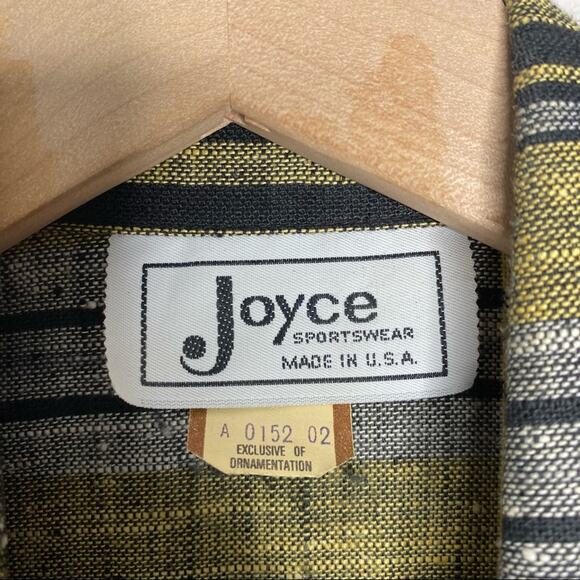 Joyce
SPORTSWEAR
MADE IN U.S.A.
A 0152 02
EXCLUSIVE OF
ORNAMENTATION